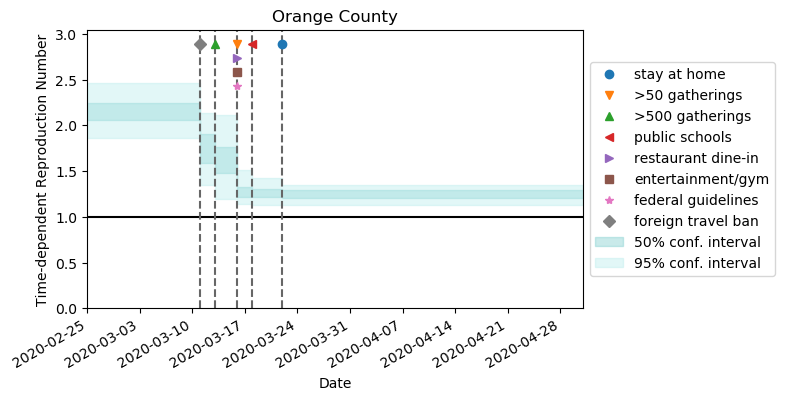 Orange County
Time-dependent Reproduction Number
3.0
2.5
2.0
1.5
1.0
0.5
0.0
2020-02-25
2020-03-03
2020-03-10
2020-03-17
2020-03-24
2020-03-31
2020-04-07
2020-04-14
2020-04-21
2020-04-28
Date
stay at home
>50 gatherings
>500 gatherings
public schools
restaurant dine-in
entertainment/gym
federal guidelines
foreign travel ban
50% conf. interval
95% conf. interval